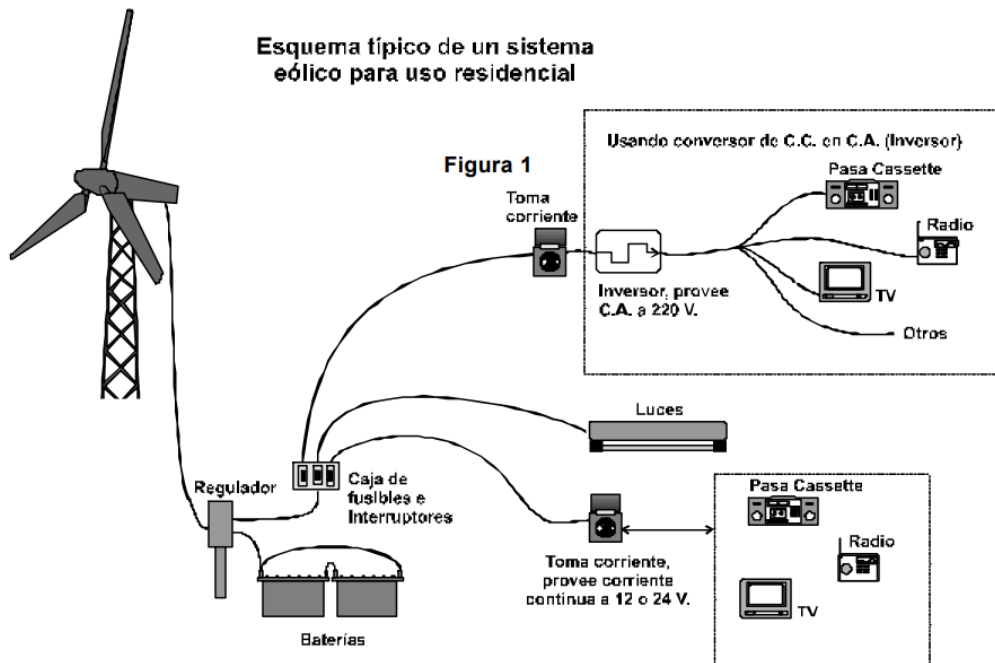 Esquema típico de un sistema
eólico para uso residencial
Figura 1
Usando conversor de C.C. en C.A. (Inversor)
Pasa Cassette
Toma
corriente
Radio
Inversor, provee
C.A. a 220 V.
TV
Otros
Luces
Regulador
Caja de
fusibles e
Interruptores
Baterías
Toma corriente,
provee corriente
continua a 12 o 24 V.
Pasa Cassette
Radio
TV